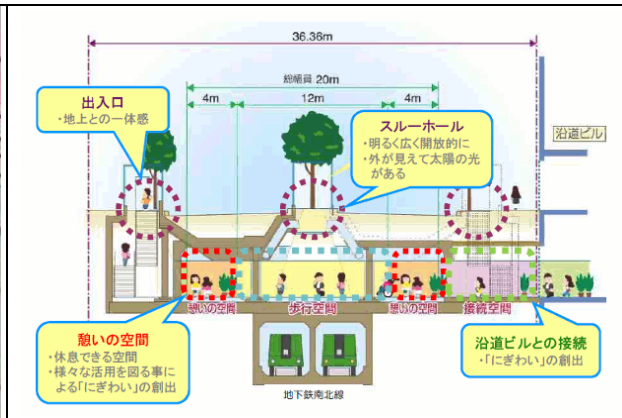 36.36m
総幅員 20m
4m
12m
4m
出入口
・地上との一体感
スルーホール
・明るく広く開放的に
・外が見えて太陽の光
がある
沿道ビル
憩いの空間
歩行空間
憩いの空間
接続空間
憩いの空間
・休息できる空間
・様々な活用を図る事に
よる「にぎわい」の創出
沿道ビルとの接続
・「にぎわい」の創出
地下鉄南北線